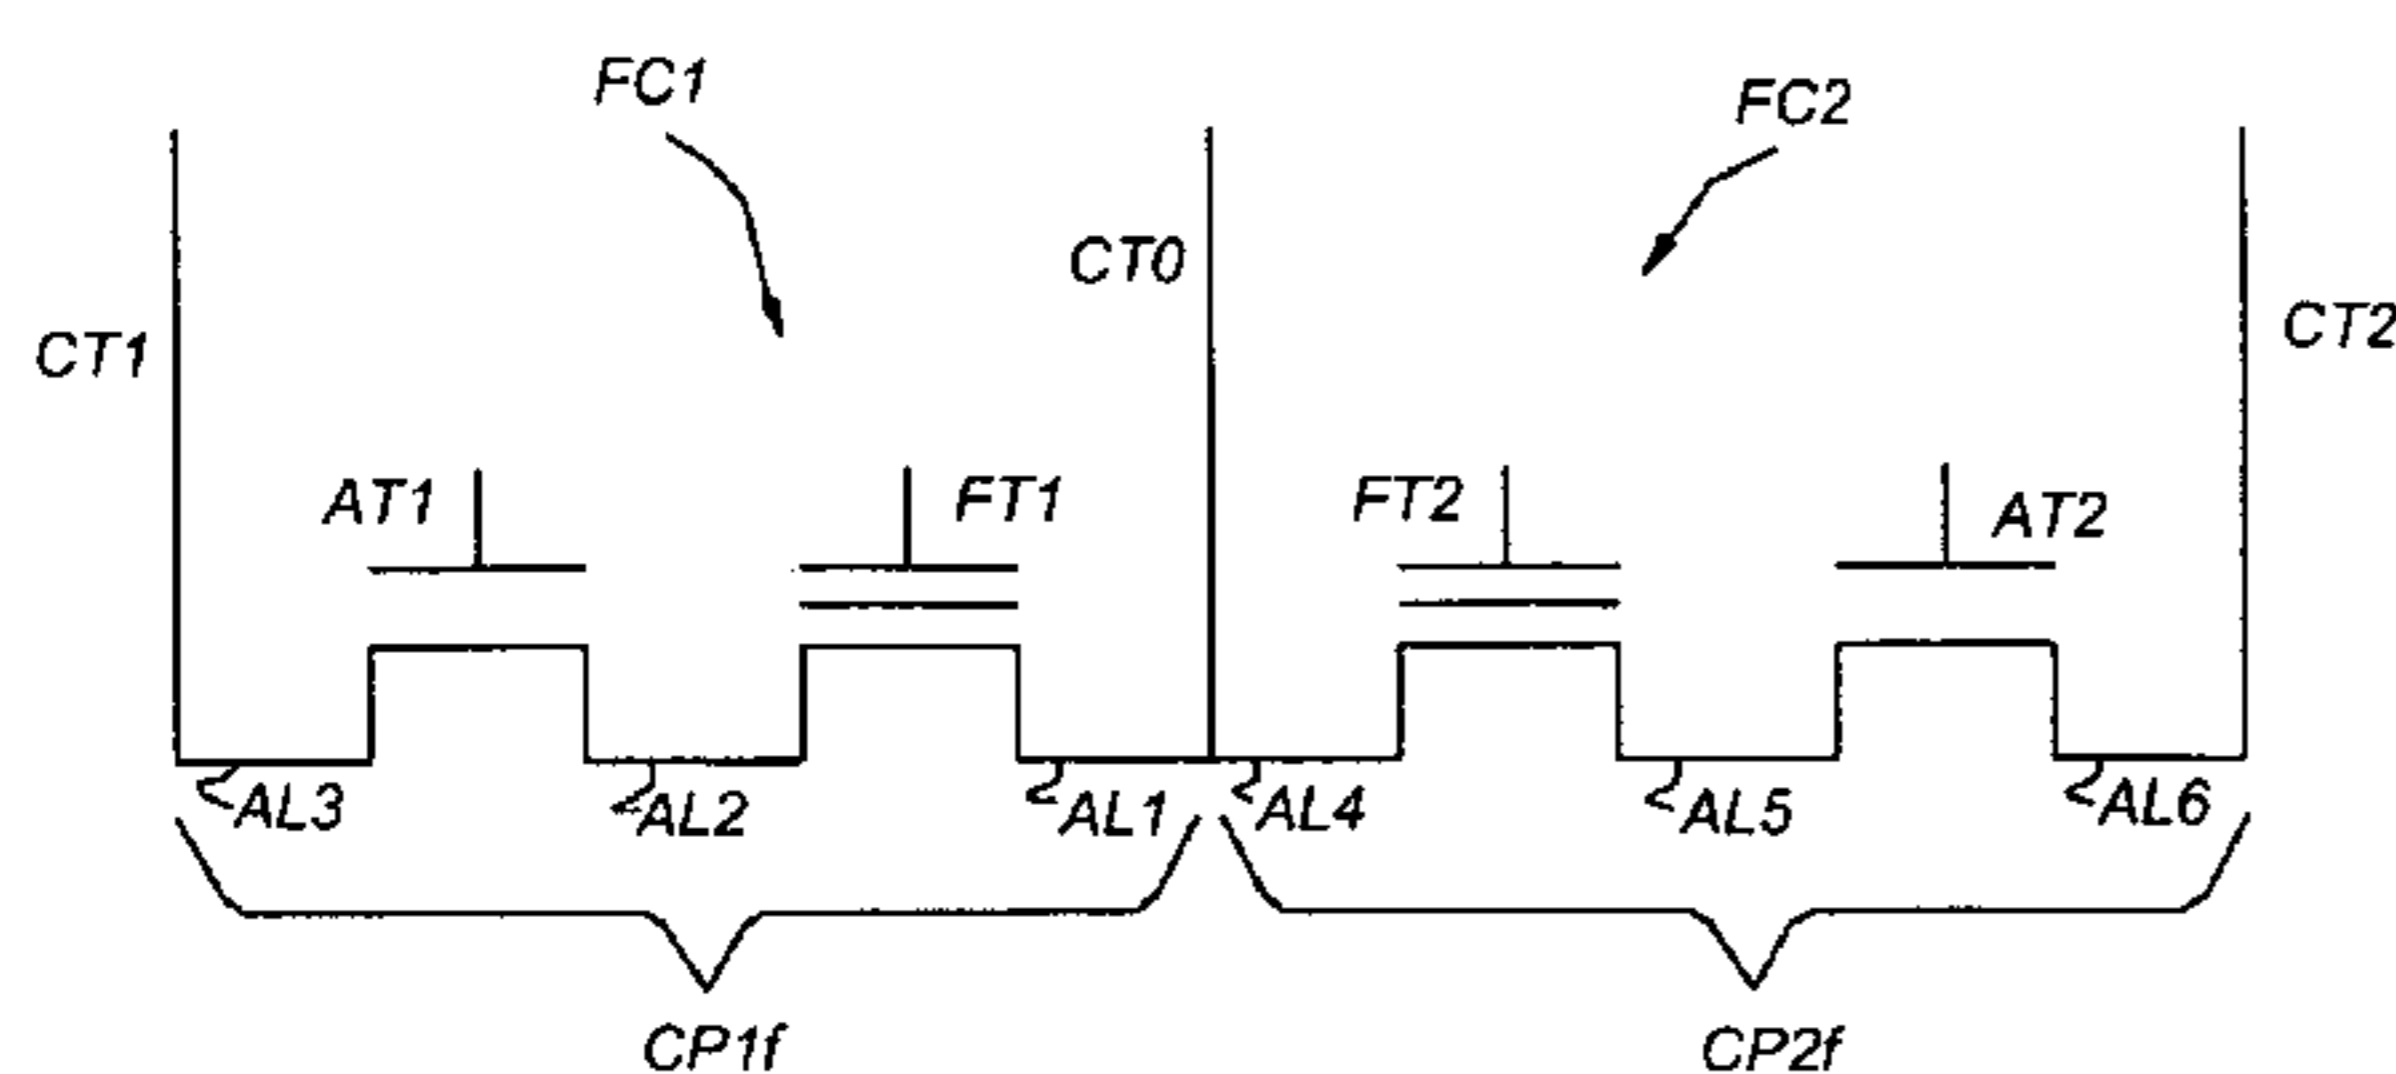 FC1
FC2
CT0
CT1
CT2
AT1
FT1
FT2
AT2
AL3
AL2
AL1
AL4
AL5
AL6
CP1f
CP2f